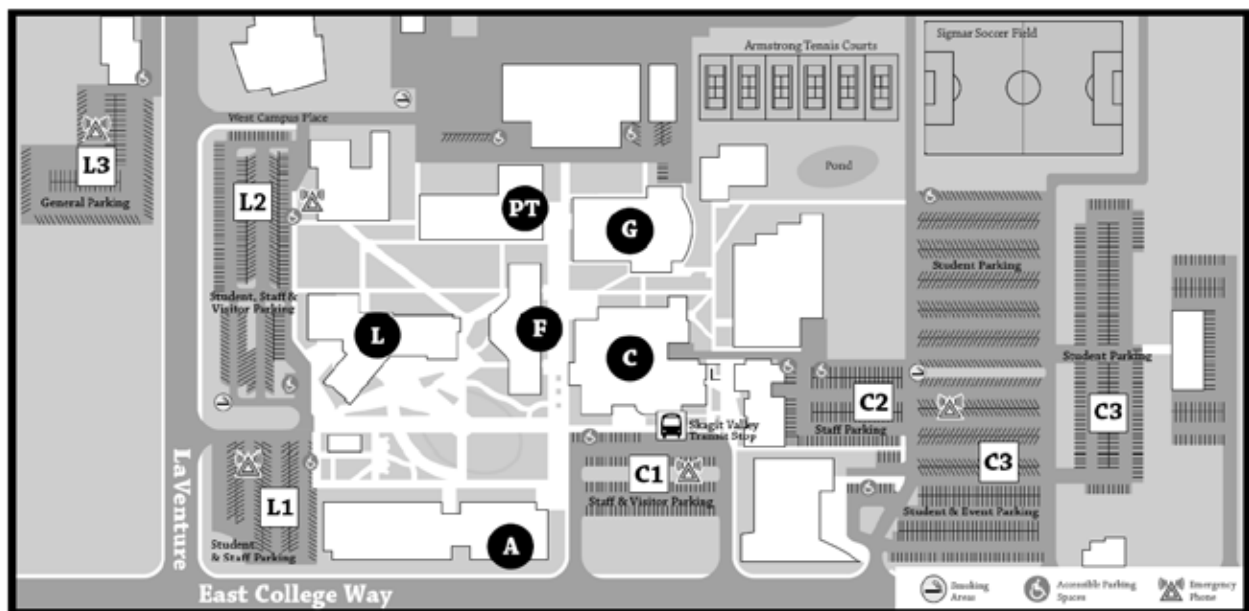 Armstrong Tennis Courts
Sigmar Soccer Field
West Campus Place
L3
General Parking
L2
PT
G
Pond
Student Parking
Student, Staff &
Visitor Parking
L
F
C
L
Student Parking
C2
Staff Parking
C3
Skagit Valley
Transit Stop
C1
Staff & Visitor Parking
C3
Student & Event Parking
L1
Student
& Staff Parking
A
LaVenture
East College Way
Smoking
Areas
Accessible Parking
Spaces
Emergency
Phone